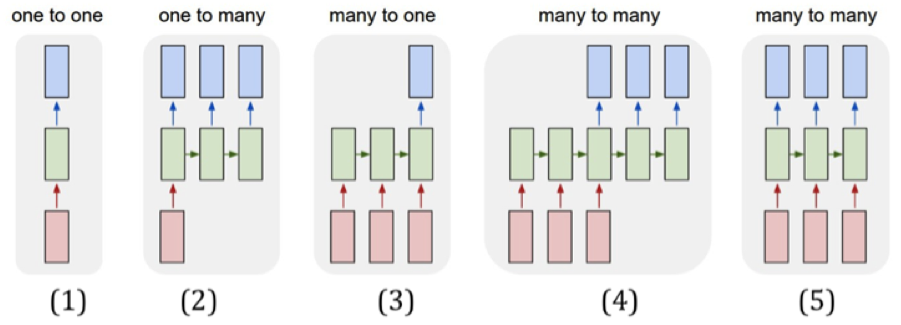 one to one one to many many to one many to many many to many
(1) (2) (3) (4) (5)